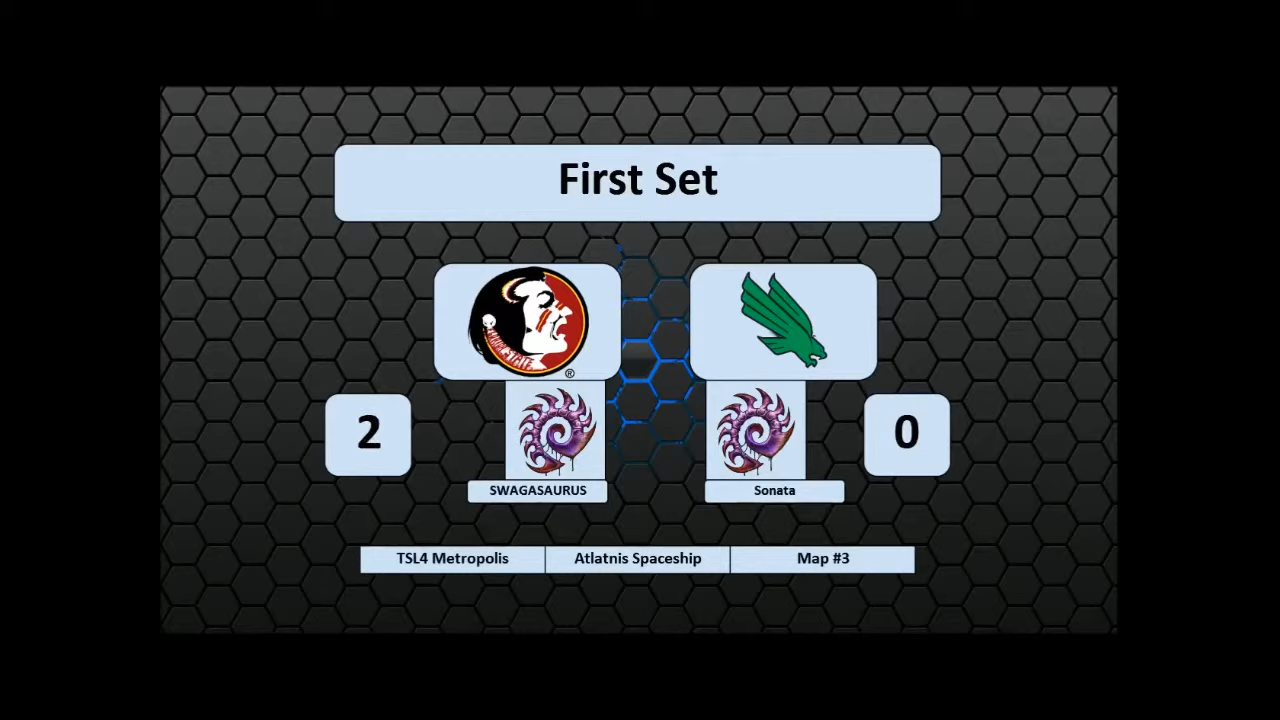 First Set
2
0
SWAGASAURUS
Sonata
TSL4 Metropolis
Atlatnis Spaceship
Map #3